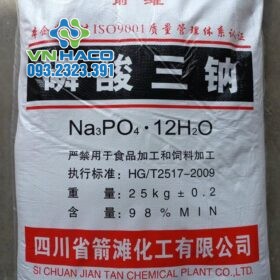 ISO9001质量管理体系认证
VNHACO
093.2323.391
磷酸三钠
Na₃PO₄·12H₂O
严禁用于食品加工和饲料加工
执行标准：HG/T2517-2009
重量：25kg±0.2
含量：98%MIN
四川省箭滩化工有限公司
SI CHUAN JIAN TAN CHEMICAL PLANT CO.,LTD